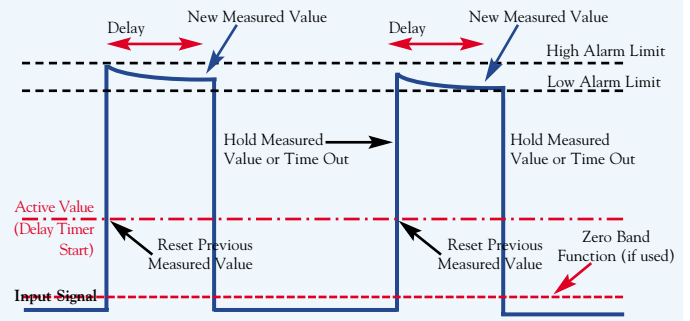 Delay
New Measured Value
Delay
New Measured Value
High Alarm Limit
Low Alarm Limit
Hold Measured
Value or Time Out
Hold Measured
Value or Time Out
Active Value
(Delay Timer
Start)
Reset Previous
Measured Value
Reset Previous
Measured Value
Zero Band
Function (if used)
Input Signal